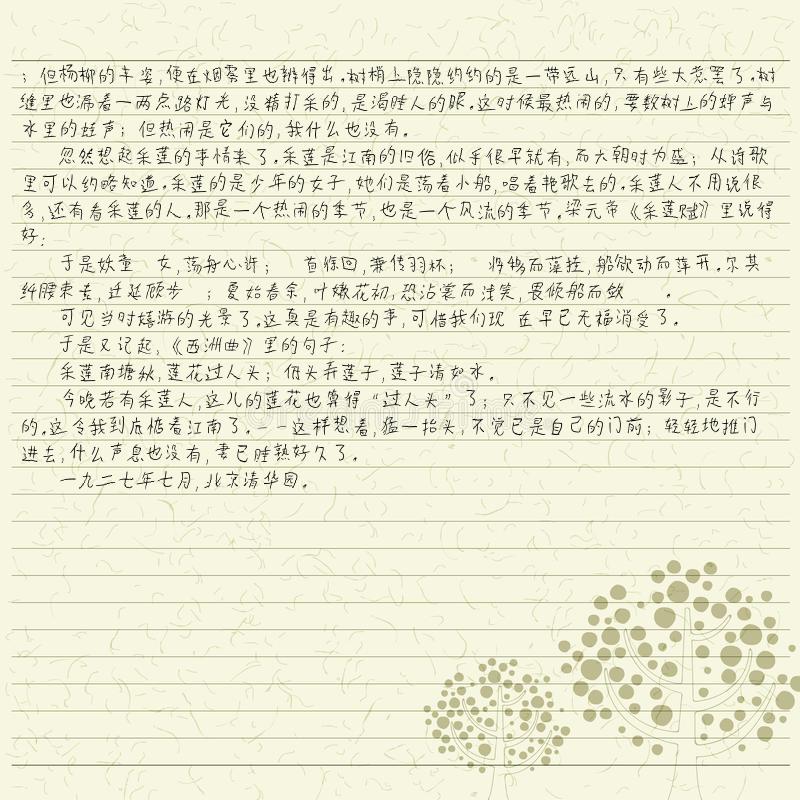 ；但杨柳的丰姿，便在烟雾里也辨得出。树梢上隐隐约约的是一带远山，只有些大意罢了。树
缝里也漏着一两点路灯光，没精打采的，是渴睡人的眼。这时候最热闹的，要数树上的蝉声与
水里的蛙声；但热闹是它们的，我什么也没有。
忽然想起采莲的事情来了。采莲是江南的旧俗，似乎很早就有，而六朝时为盛；从诗歌
里可以约略知道。采莲的是少年的女子，她们是荡着小船，唱着艳歌去的。采莲人不用说很
多，还有看采莲的人。那是一个热闹的季节，也是一个风流的季节。梁元帝《采莲赋》里说得
好：
于是妖童 女，荡舟心许； 首徐回，兼传羽杯； 将移而藻挂，船欲动而萍开。尔其
纤腰束素，迁延顾步 ；夏始春余，叶嫩花初，恐沾裳而浅笑，畏倾船而敛 。
可见当时嬉游的光景了。这真是有趣的事，可惜我们现 在早已无福消受了。
于是又记起，《西洲曲》里的句子：
采莲南塘秋，莲花过人头；低头弄莲子，莲子清如水。
今晚若有采莲人，这儿的莲花也算得“过人头”了；只不见一些流水的影子，是不行
的。这令我到底惦着江南了。--这样想着，猛一抬头，不觉已是自己的门前；轻轻地推门
进去，什么声息也没有，妻已睡熟好久了。
一九二七年七月，北京清华园。